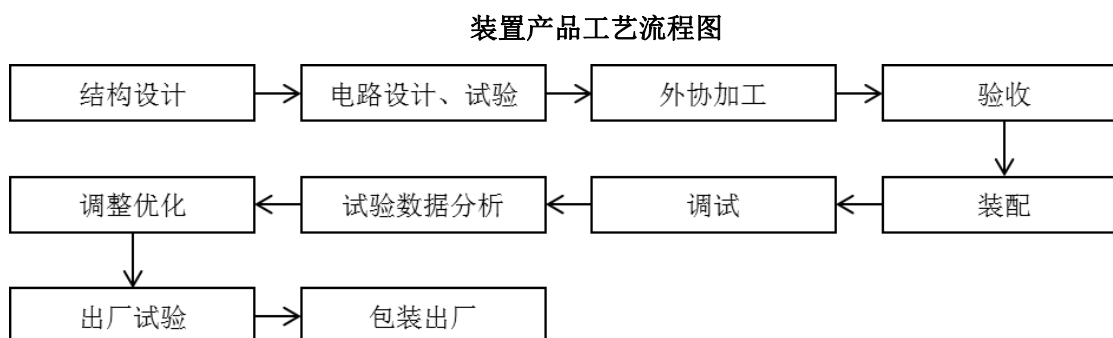 装置产品工艺流程图
结构设计
电路设计、试验
外协加工
验收
装配
调试
试验数据分析
调整优化
出厂试验
包装出厂